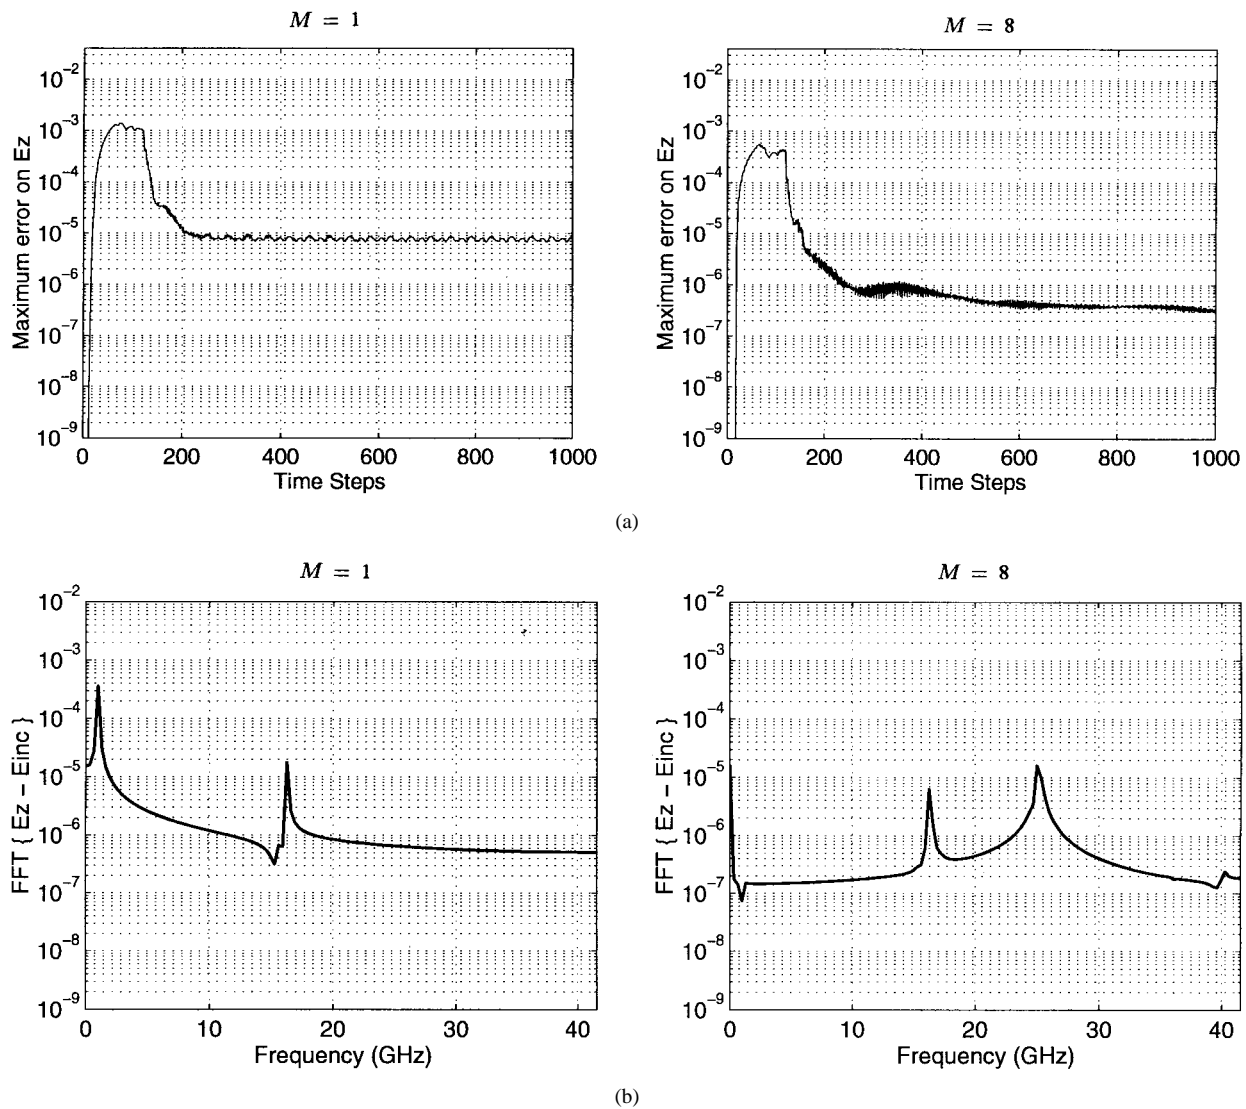 M = 1
Maximum error on Ez
10^-2
10^-3
10^-4
10^-5
10^-6
10^-7
10^-8
10^-9
0 200 400 600 800 1000
Time Steps
M = 8
Maximum error on Ez
10^-2
10^-3
10^-4
10^-5
10^-6
10^-7
10^-8
10^-9
0 200 400 600 800 1000
Time Steps
(a)
M = 1
FFT { Ez – Einc }
10^-2
10^-3
10^-4
10^-5
10^-6
10^-7
10^-8
10^-9
0 10 20 30 40
Frequency (GHz)
M = 8
FFT { Ez – Einc }
10^-2
10^-3
10^-4
10^-5
10^-6
10^-7
10^-8
10^-9
0 10 20 30 40
Frequency (GHz)
(b)